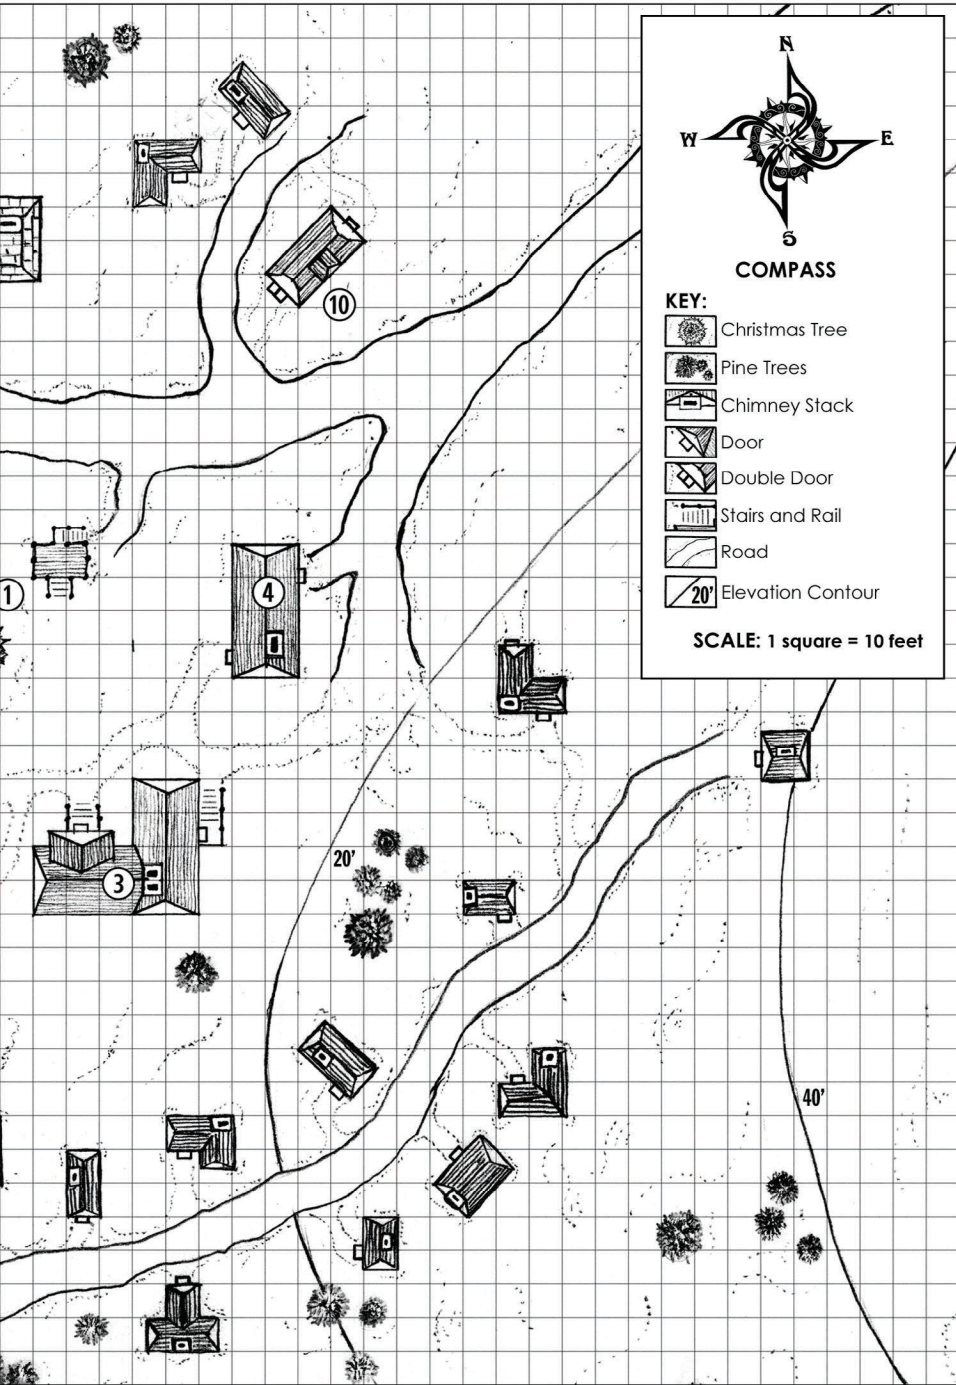 N
W E
S
COMPASS
KEY:
Christmas Tree
Pine Trees
Chimney Stack
Door
Double Door
Stairs and Rail
Road
20' Elevation Contour
SCALE: 1 square = 10 feet
10
4
1
20'
3
40'